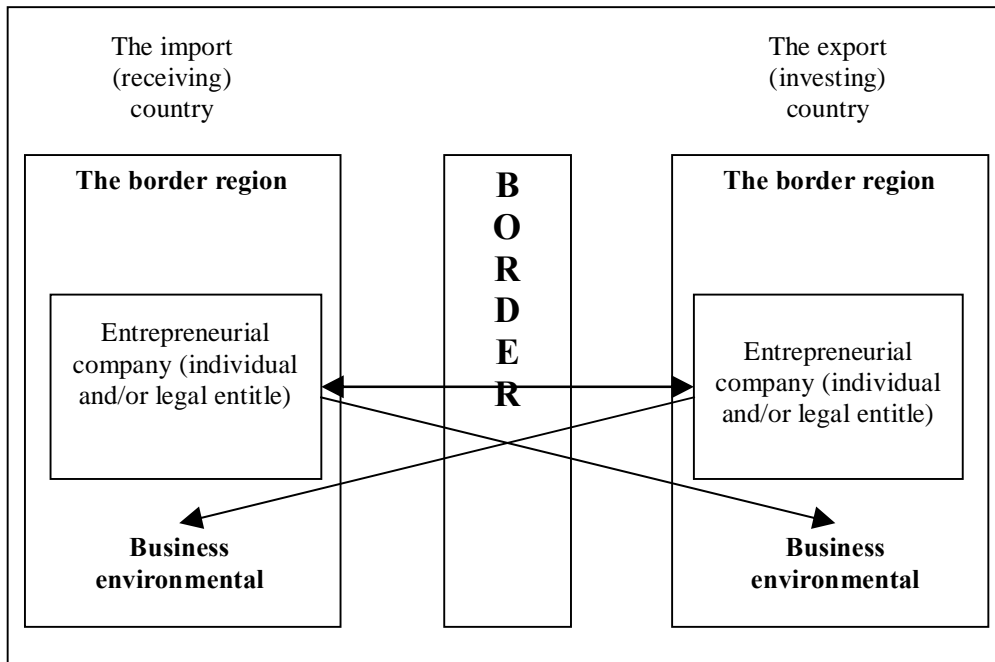 The import
(receiving)
country
The border region
Entrepreneurial
company (individual
and/or legal entitle)
Business
environmental
B
O
R
D
E
R
The export
(investing)
country
The border region
Entrepreneurial
company (individual
and/or legal entitle)
Business
environmental